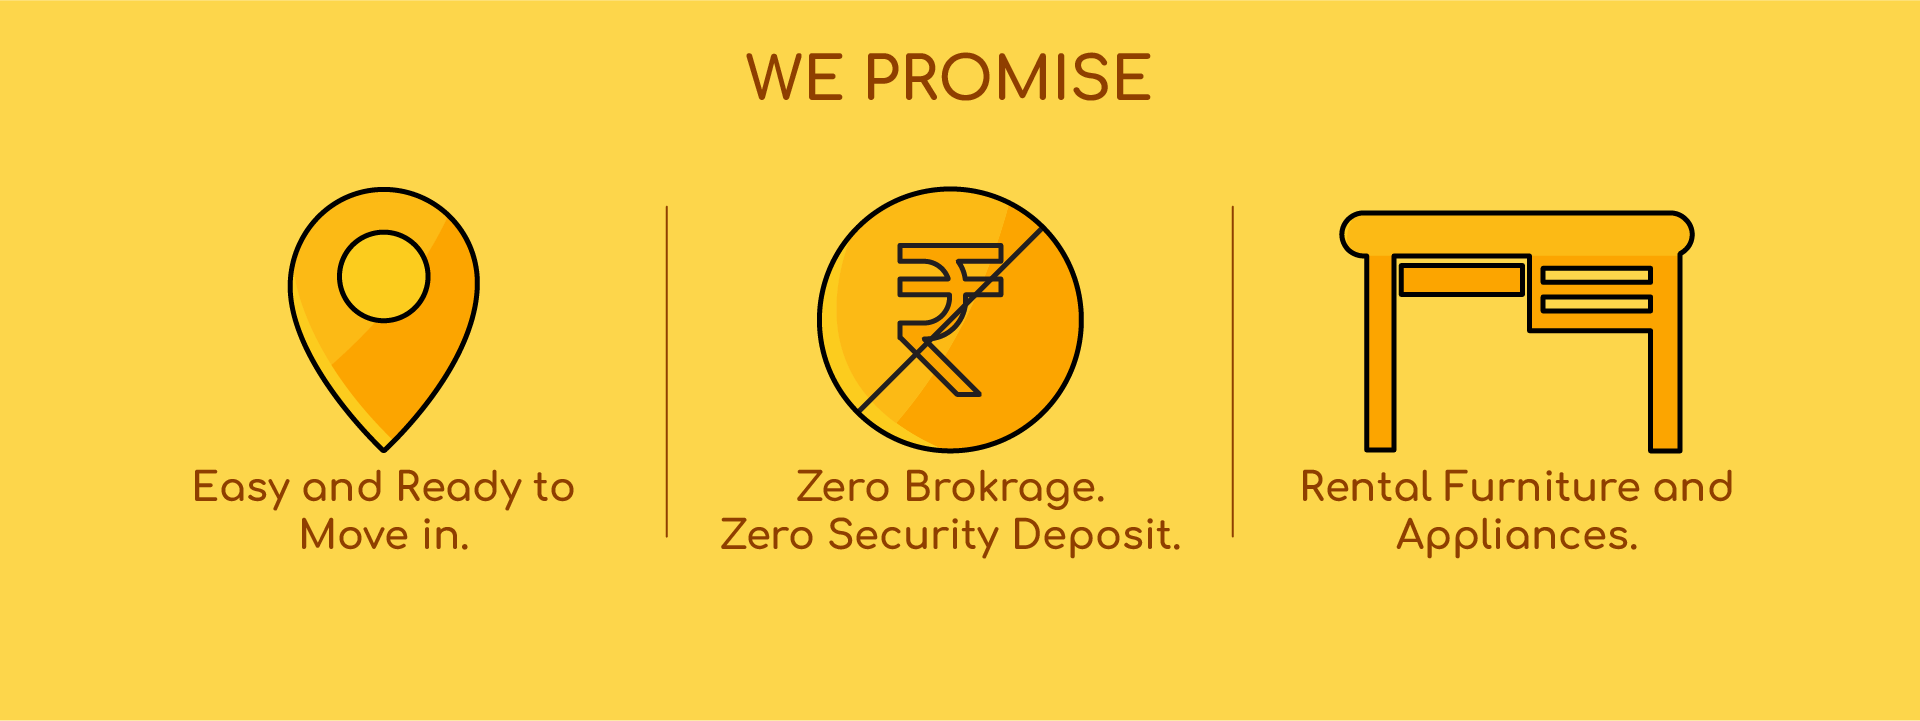 WE PROMISE
Easy and Ready to
Move in.
Zero Brokrage.
Zero Security Deposit.
Rental Furniture and
Appliances.